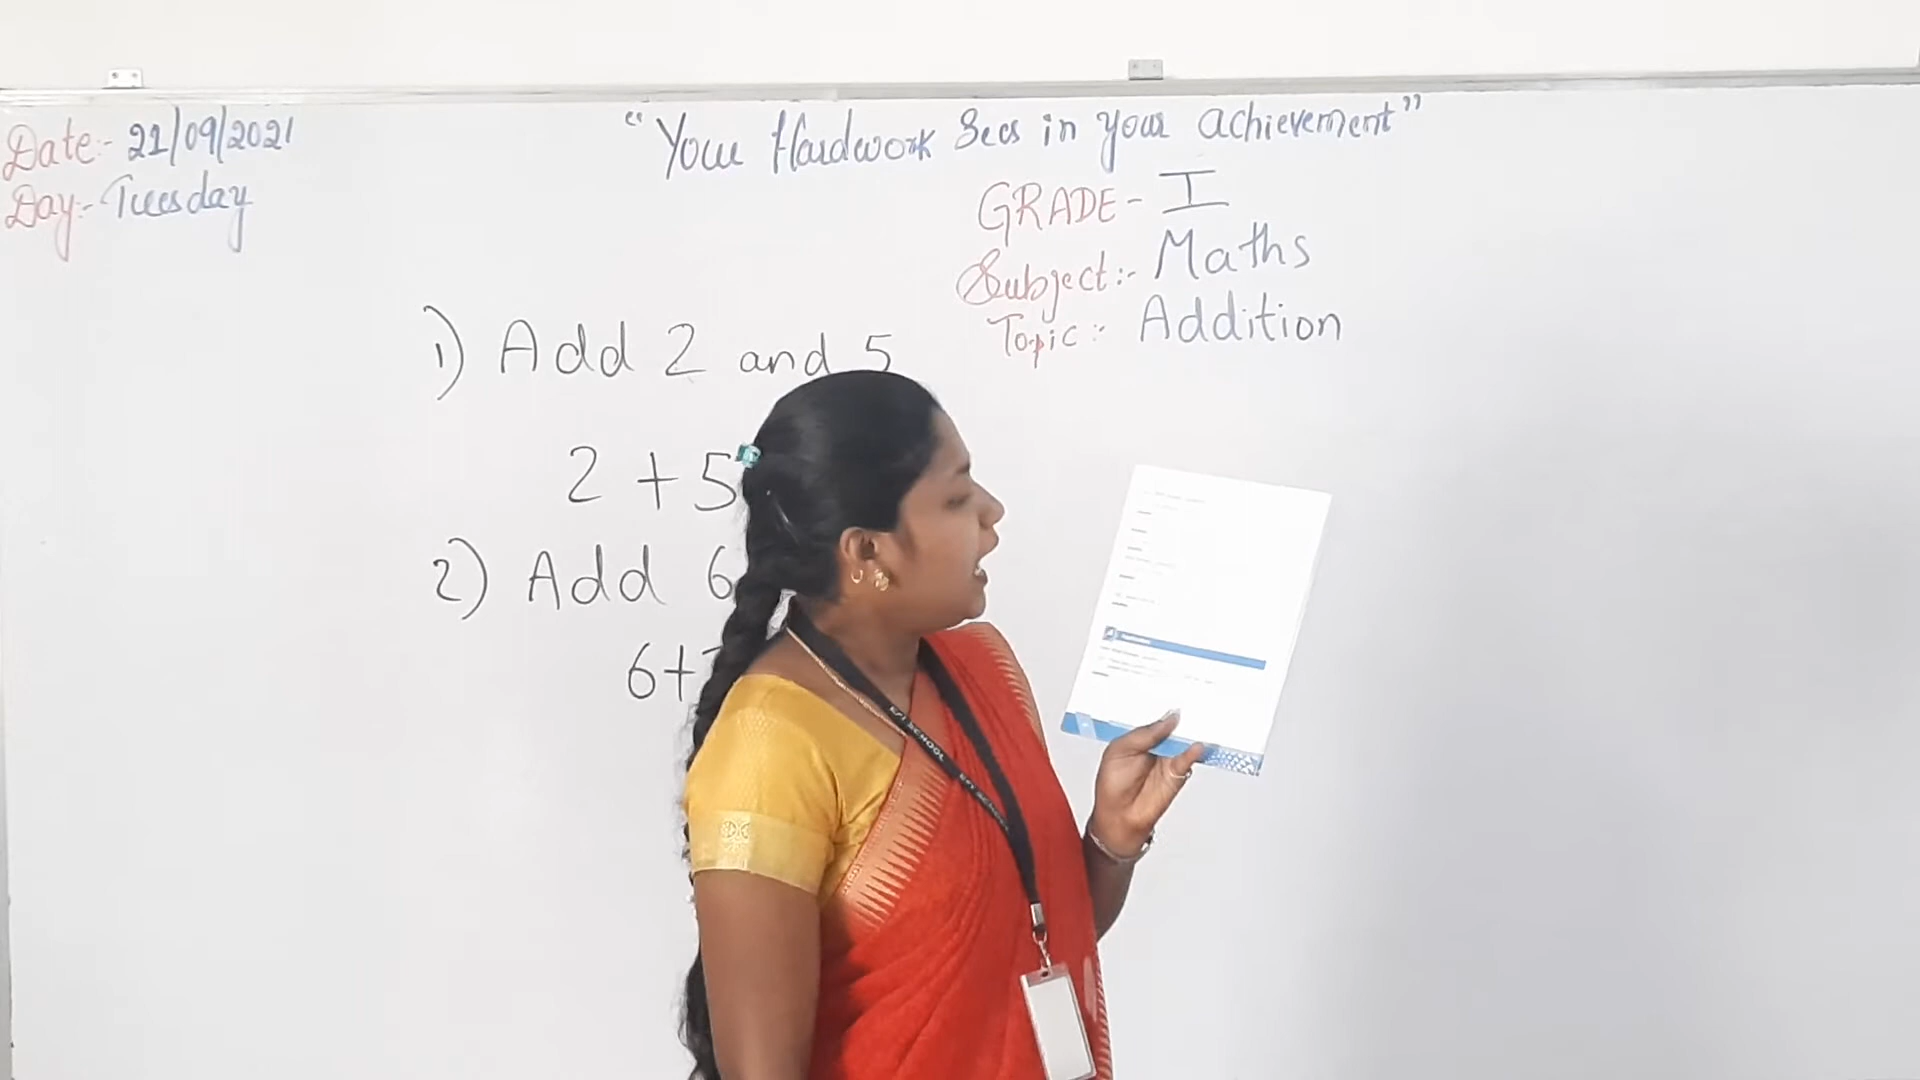 Date:- 21/09/2021
Day:- Tuesday
"Your Hardwork Sees in your achievement"
GRADE- I
Subject:- Maths
Topic:- Addition
1) Add 2 and 5
2 + 5
2) Add 6
6+
SCHOOL